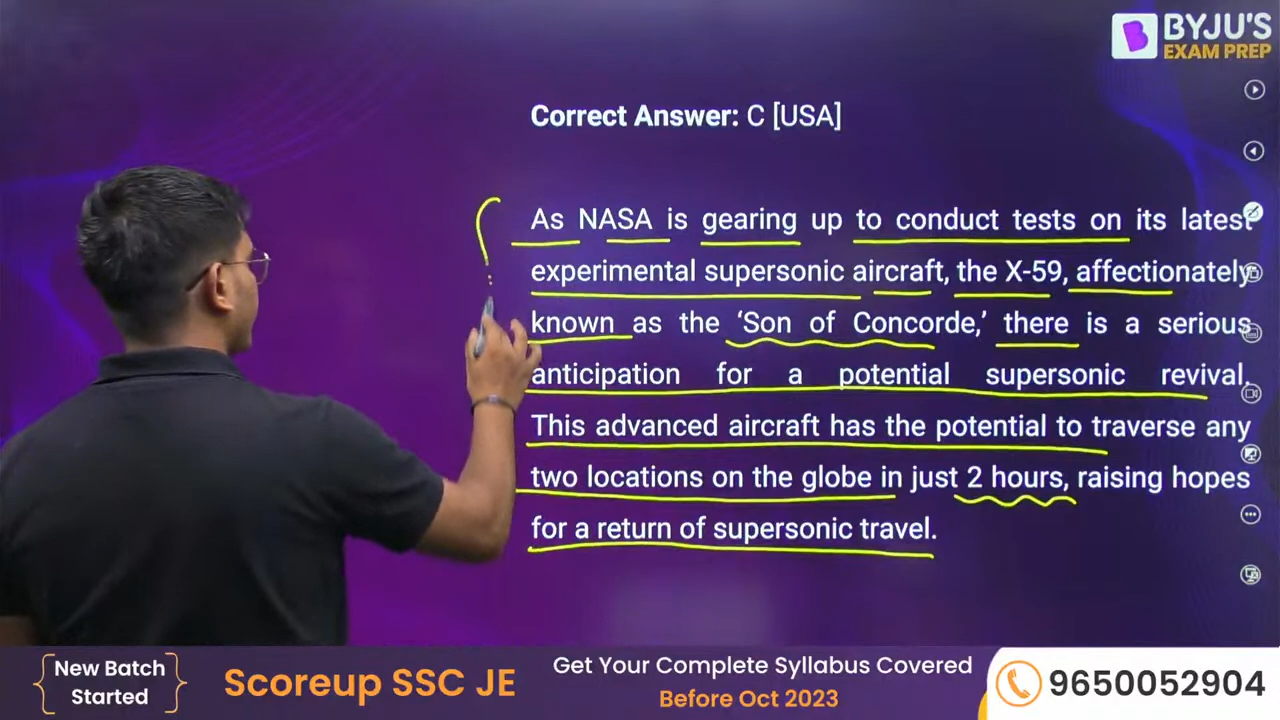 BYJU'S
EXAM PREP
Correct Answer: C [USA]
As NASA is gearing up to conduct tests on its latest
experimental supersonic aircraft, the X-59, affectionately
known as the ‘Son of Concorde,’ there is a serious
anticipation for a potential supersonic revival.
This advanced aircraft has the potential to traverse any
two locations on the globe in just 2 hours, raising hopes
for a return of supersonic travel.
New Batch
Started
Scoreup SSC JE
Get Your Complete Syllabus Covered
Before Oct 2023
9650052904